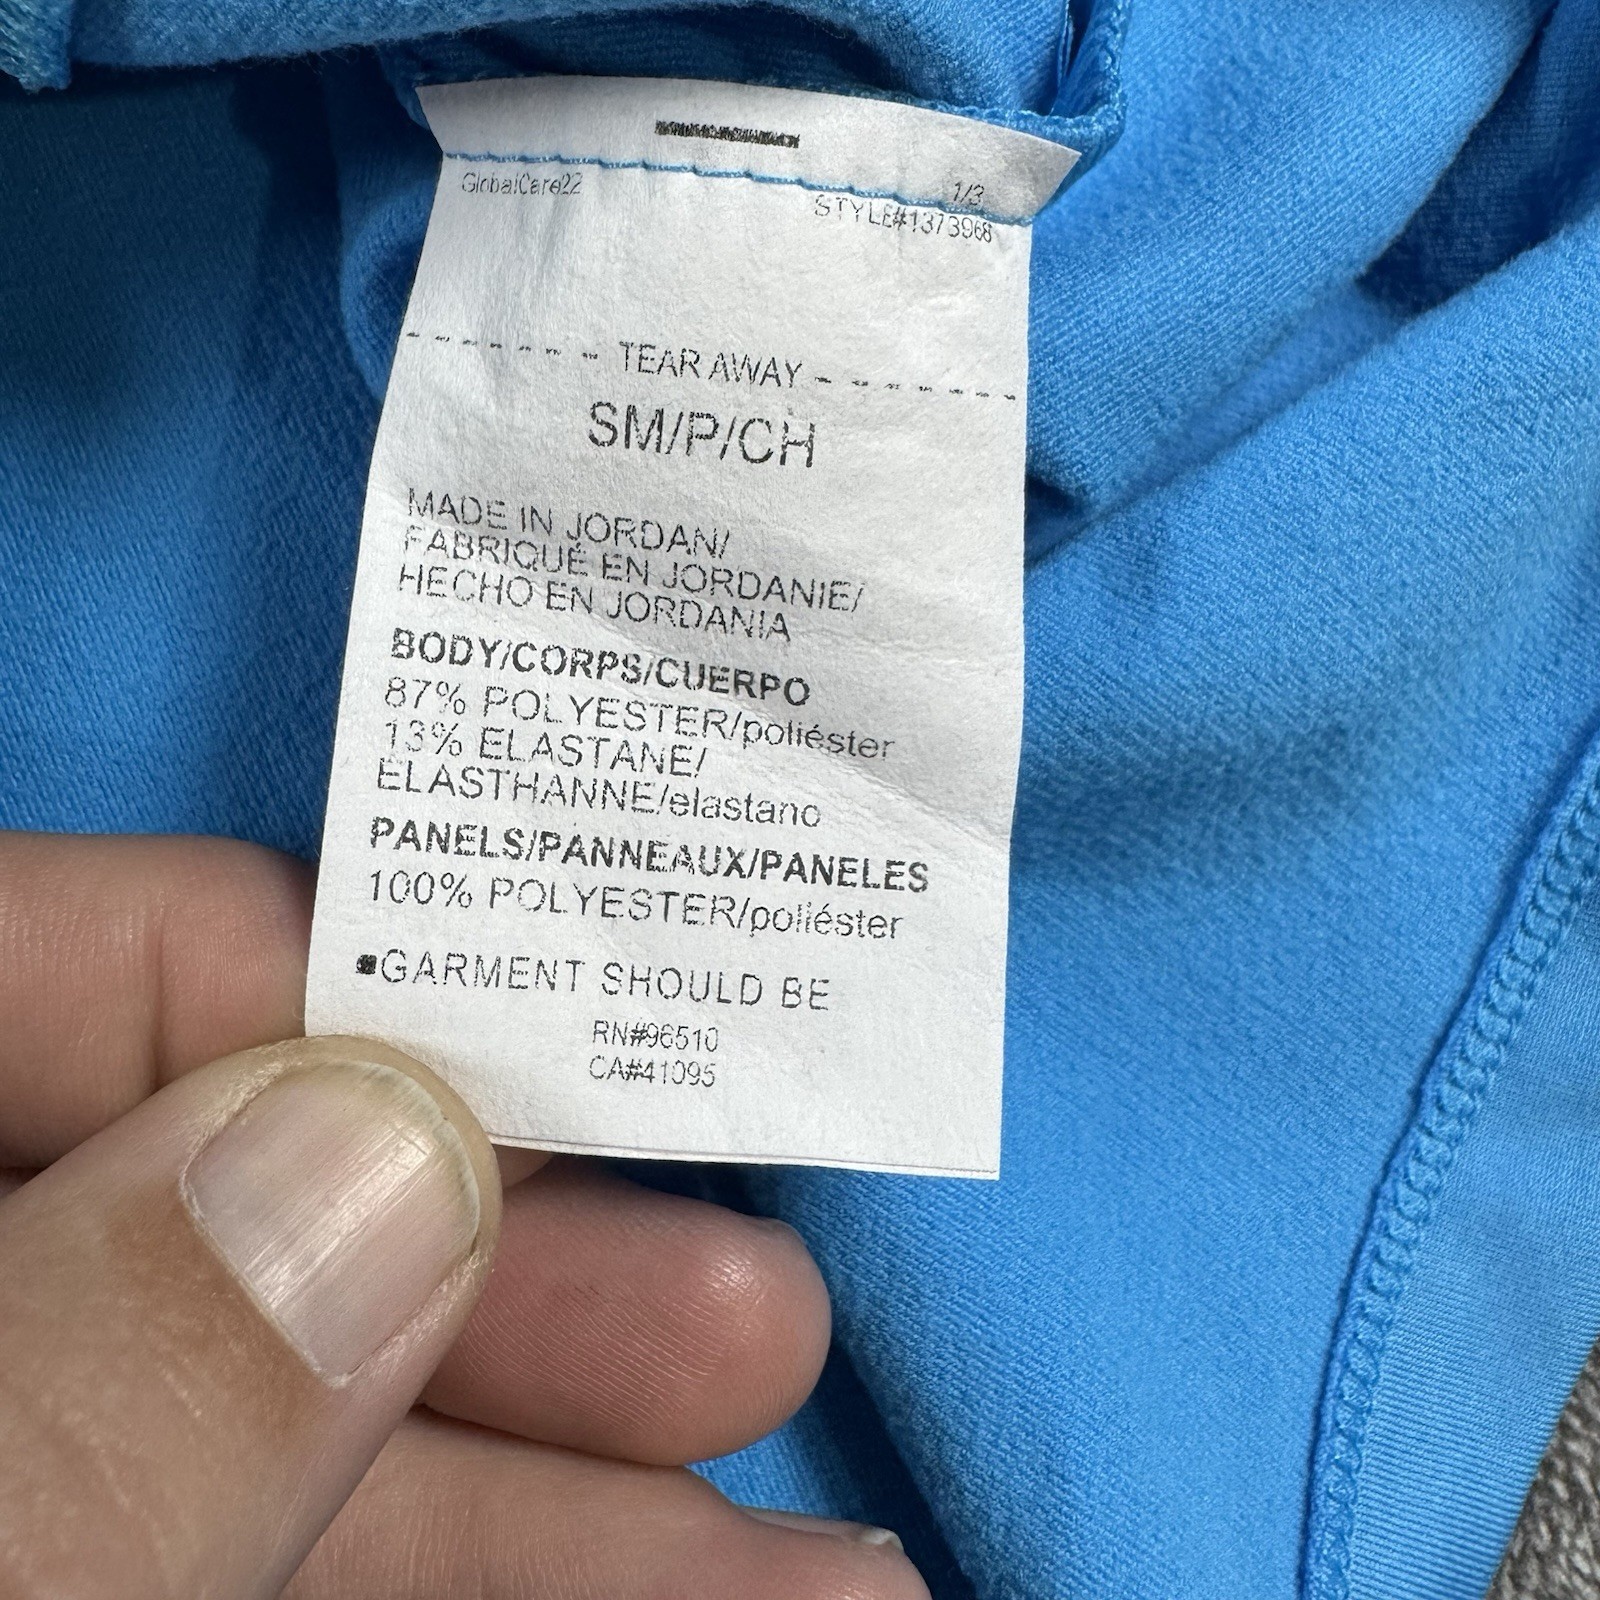 GlobalCare22
1/3
STYLE#1373968
TEAR AWAY
SM/P/CH
MADE IN JORDAN/
FABRIQUÉ EN JORDANIE/
HECHO EN JORDANIA
BODY/CORPS/CUERPO
87% POLYESTER/poliéster
13% ELASTANE/
ELASTHANNE/elastano
PANELS/PANNEAUX/PANELES
100% POLYESTER/poliéster
▪GARMENT SHOULD BE
RN#96510
CA#41095